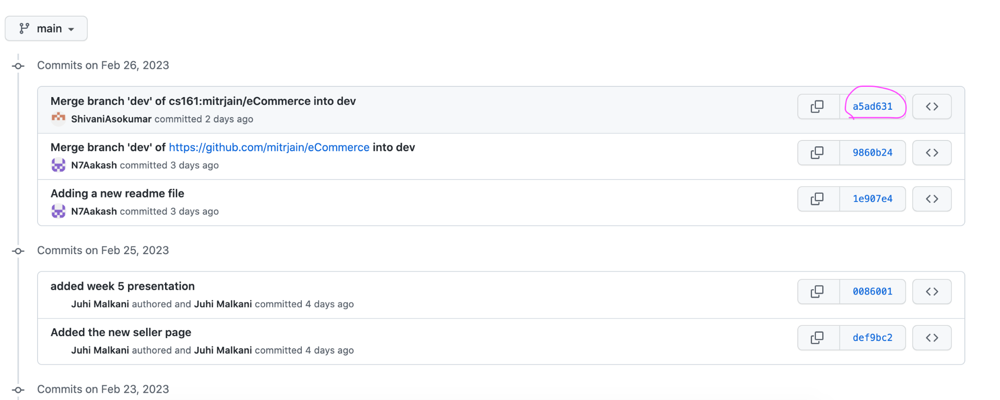 main
Commits on Feb 26, 2023
Merge branch 'dev' of cs161:mitrjain/eCommerce into dev
a5ad631
ShivaniAsokumar committed 2 days ago
Merge branch 'dev' of https://github.com/mitrjain/eCommerce into dev
9860b24
N7Aakash committed 3 days ago
Adding a new readme file
1e907e4
N7Aakash committed 3 days ago
Commits on Feb 25, 2023
added week 5 presentation
0086001
Juhi Malkani authored and Juhi Malkani committed 4 days ago
Added the new seller page
def9bc2
Juhi Malkani authored and Juhi Malkani committed 4 days ago
Commits on Feb 23, 2023